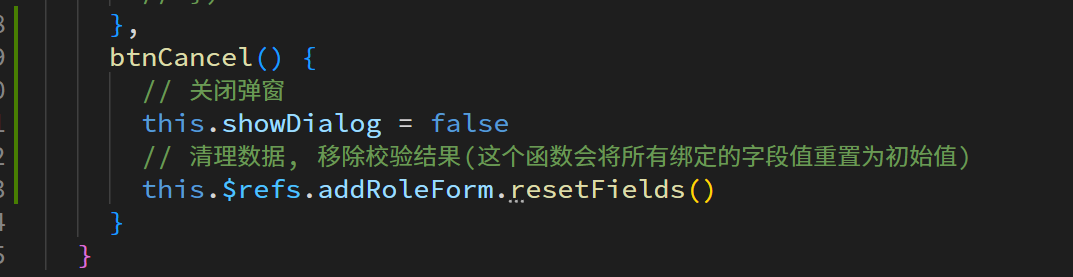 },
btnCancel() {
// 关闭弹窗
this.showDialog = false
// 清理数据, 移除校验结果(这个函数会将所有绑定的字段值重置为初始值)
this.$refs.addRoleForm.resetFields()
}
}